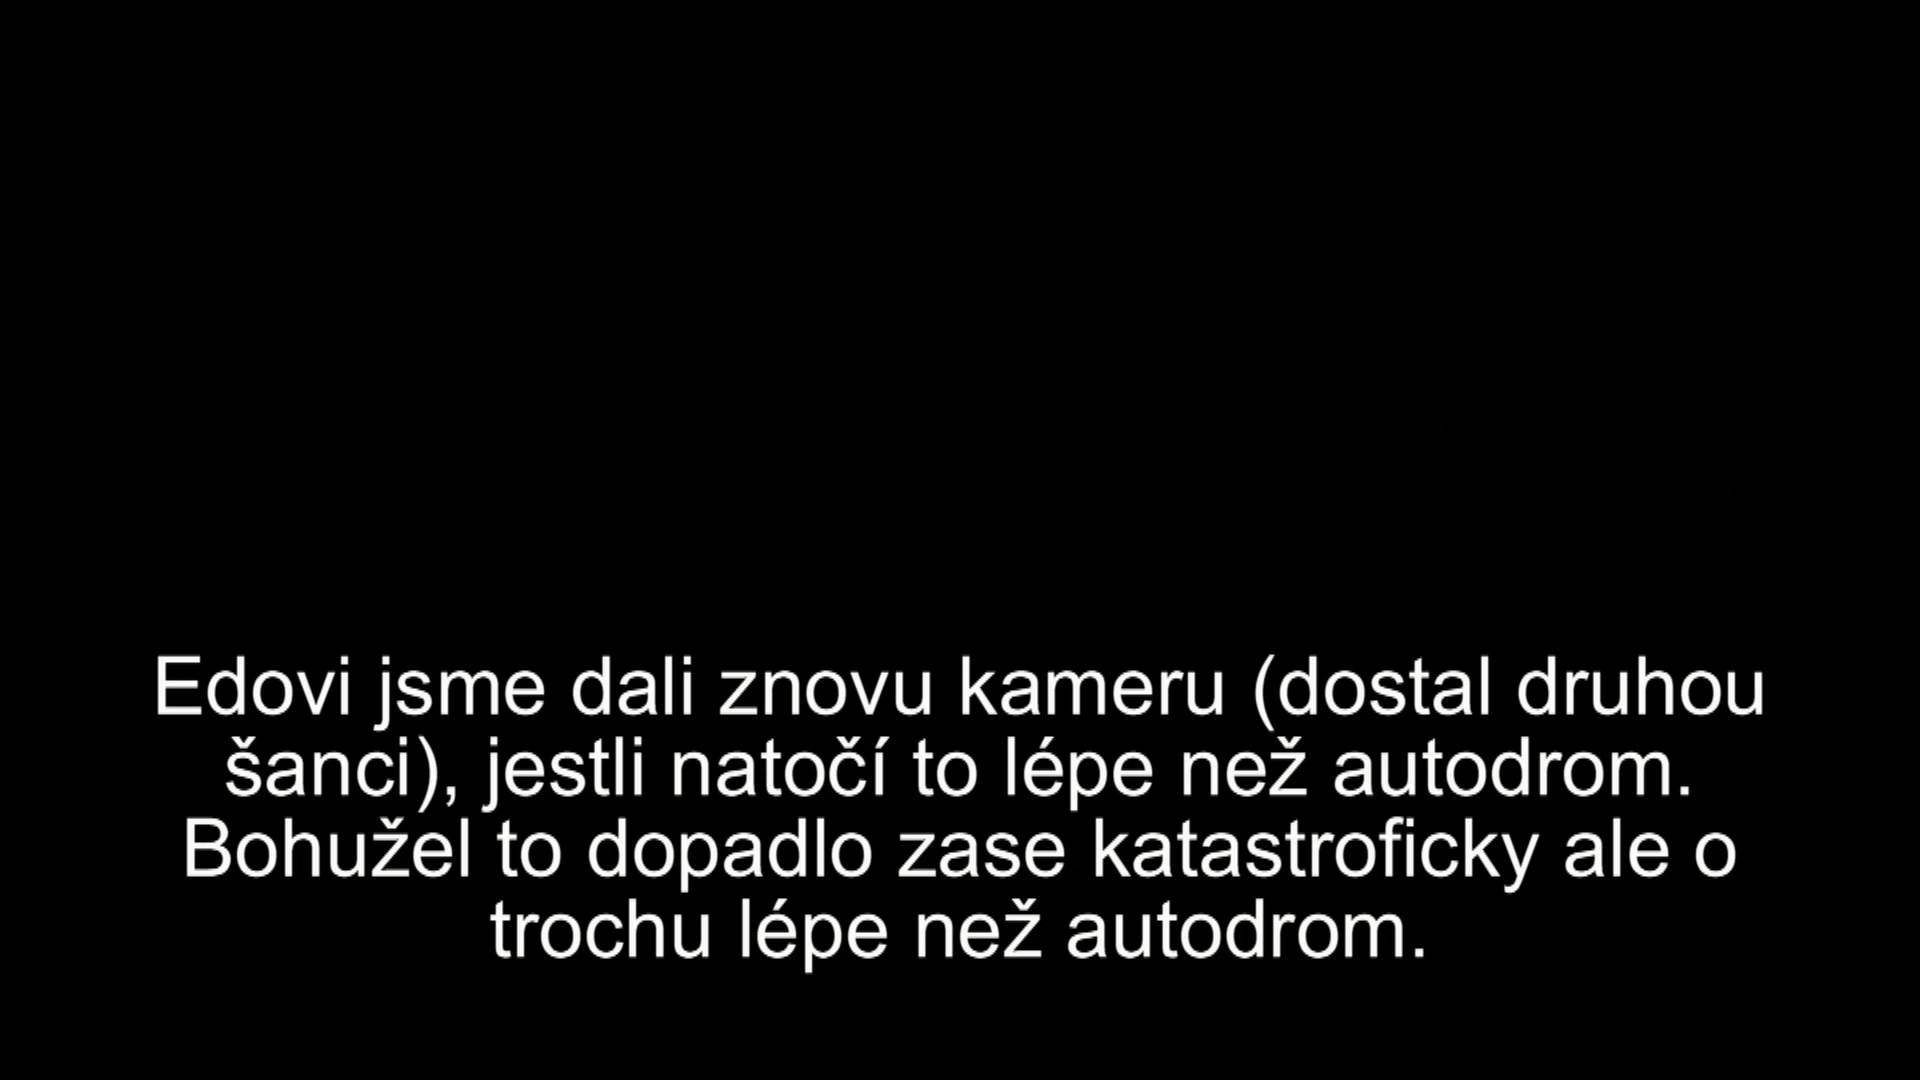 Edovi jsme dali znovu kameru (dostal druhou
šanci), jestli natočí to lépe než autodrom.
Bohužel to dopadlo zase katastroficky ale o
trochu lépe než autodrom.